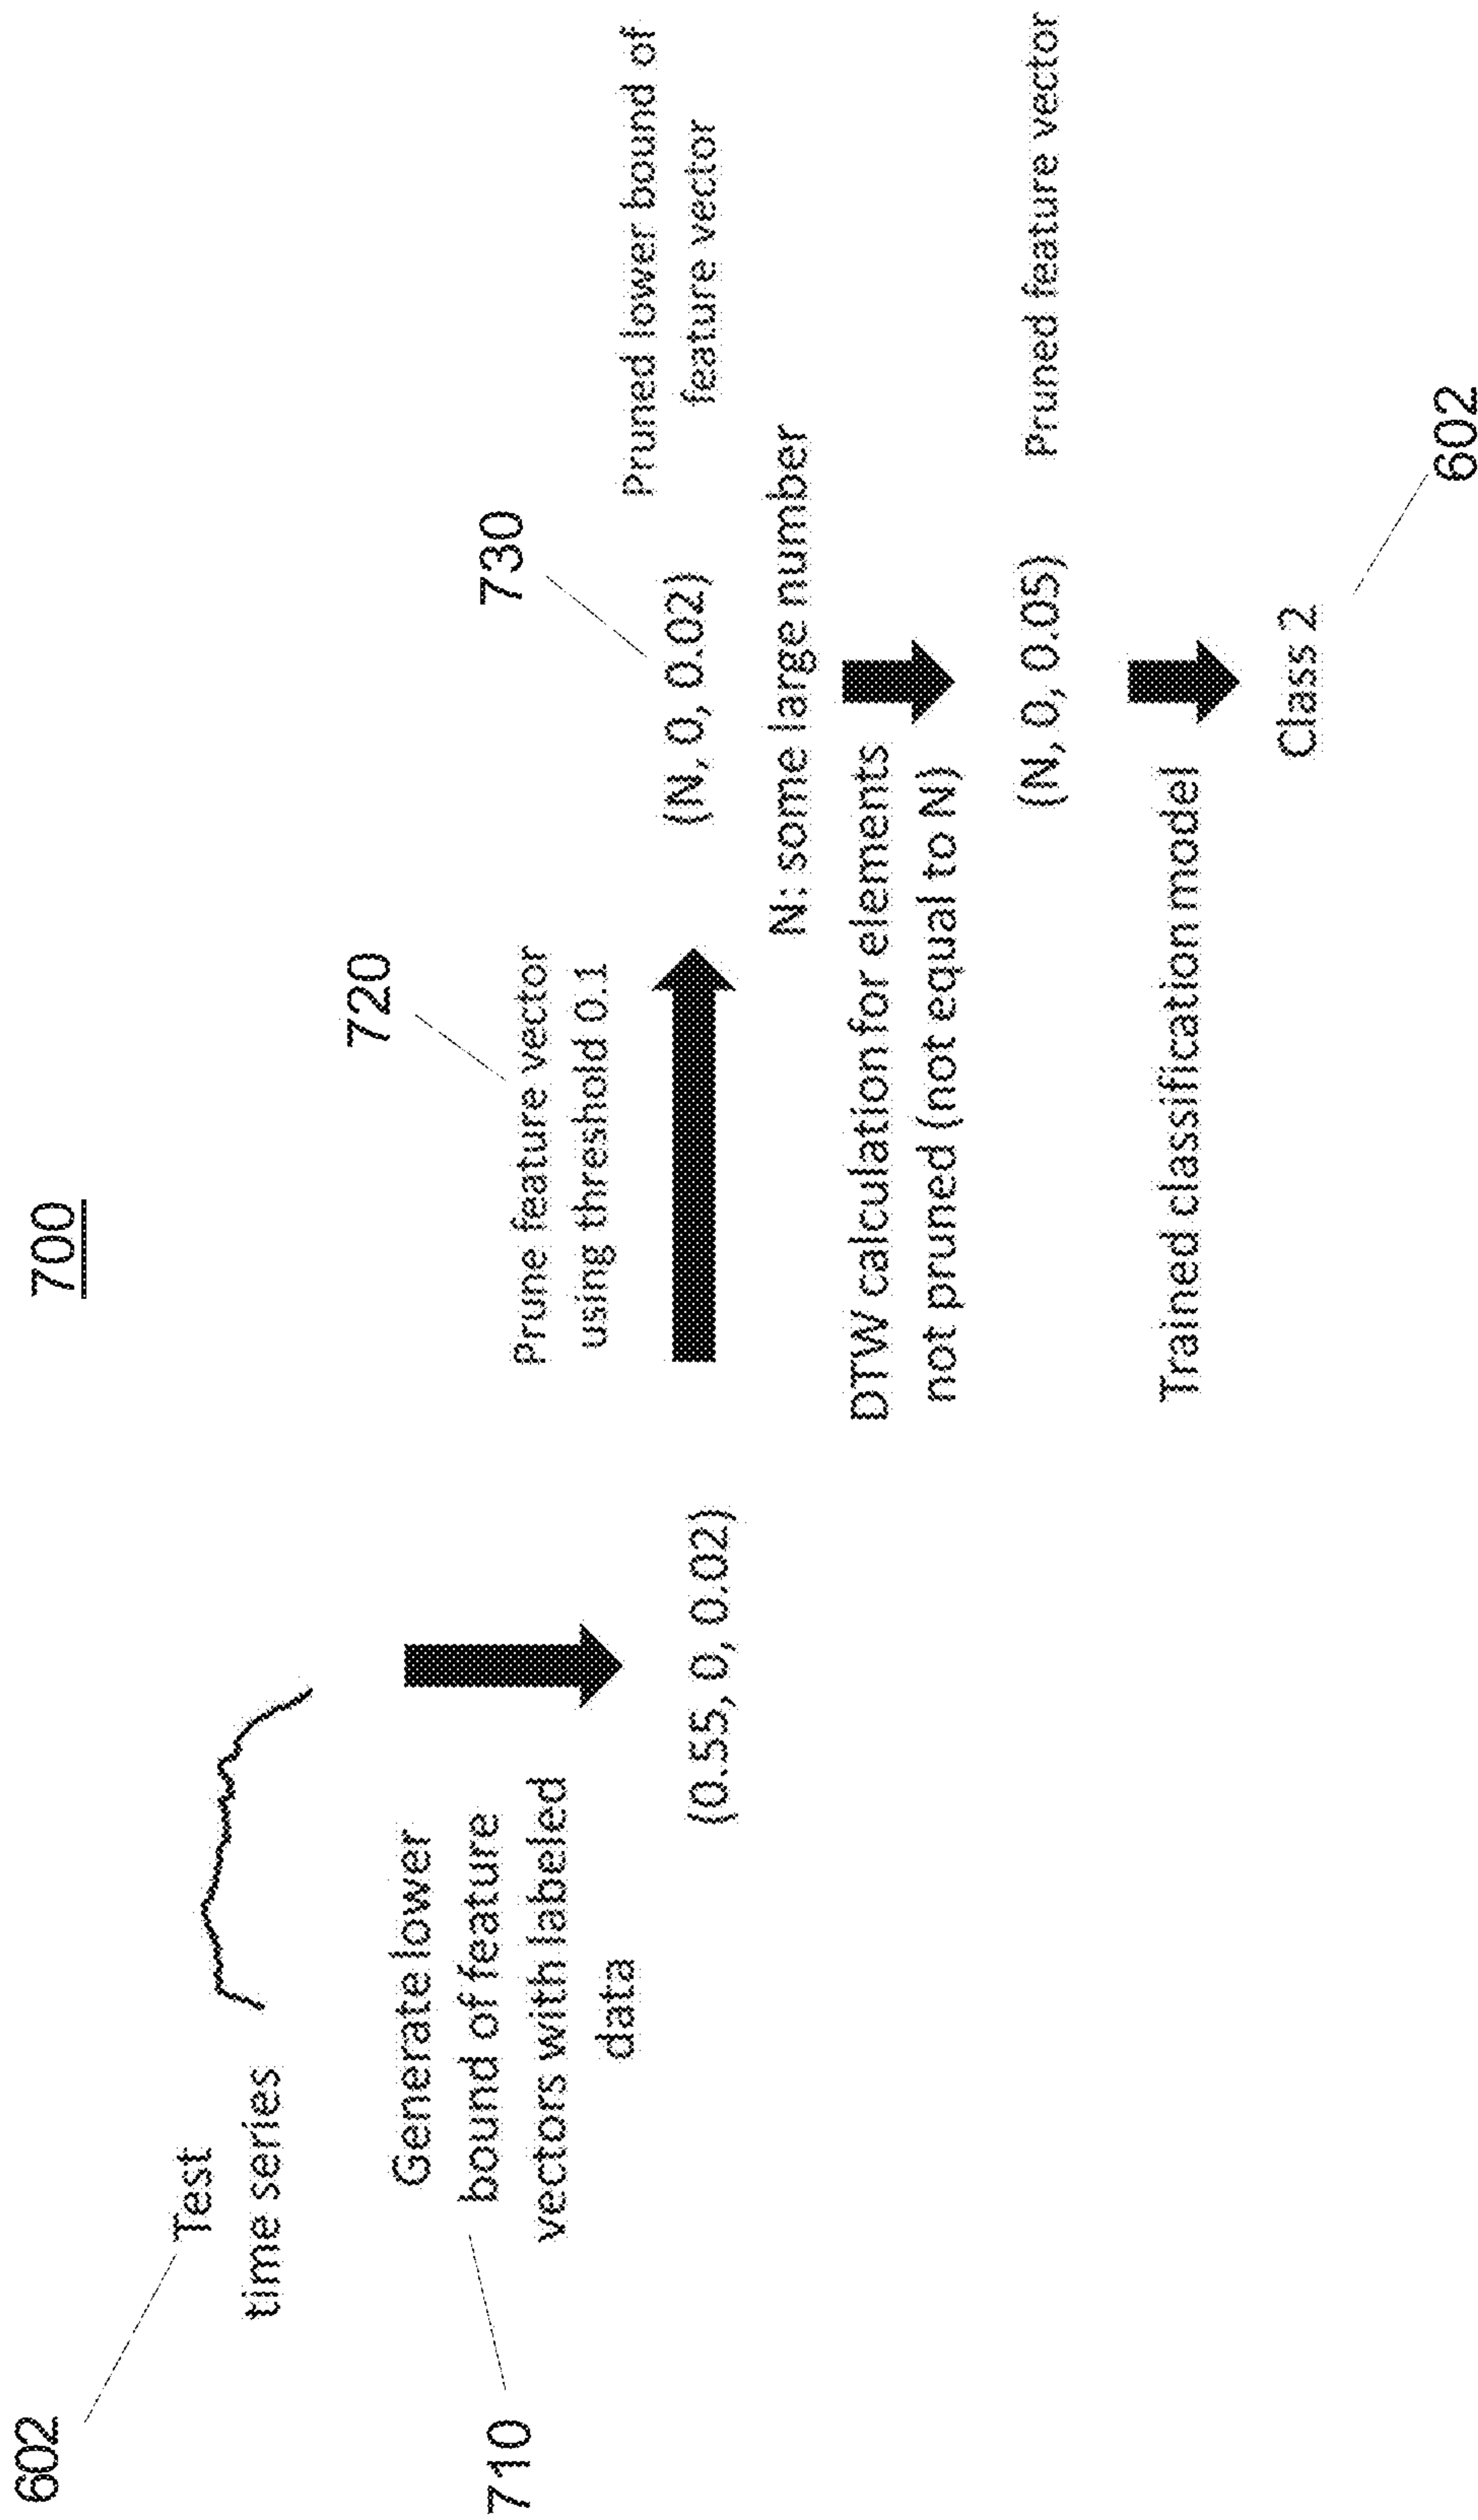 700
602
Test
time series
710
Generate lower
bound of feature
vectors with labeled
data
(0.55, 0, 0.02)
720
Prune feature vector
using threshold 0.1
730
(N, 0, 0.02)
Pruned lower bound of
feature vector
N: some large number
DTW calculation for elements
not pruned (not equal to N)
(N, 0, 0.05)
Pruned feature vector
Trained classification model
Class 2
602